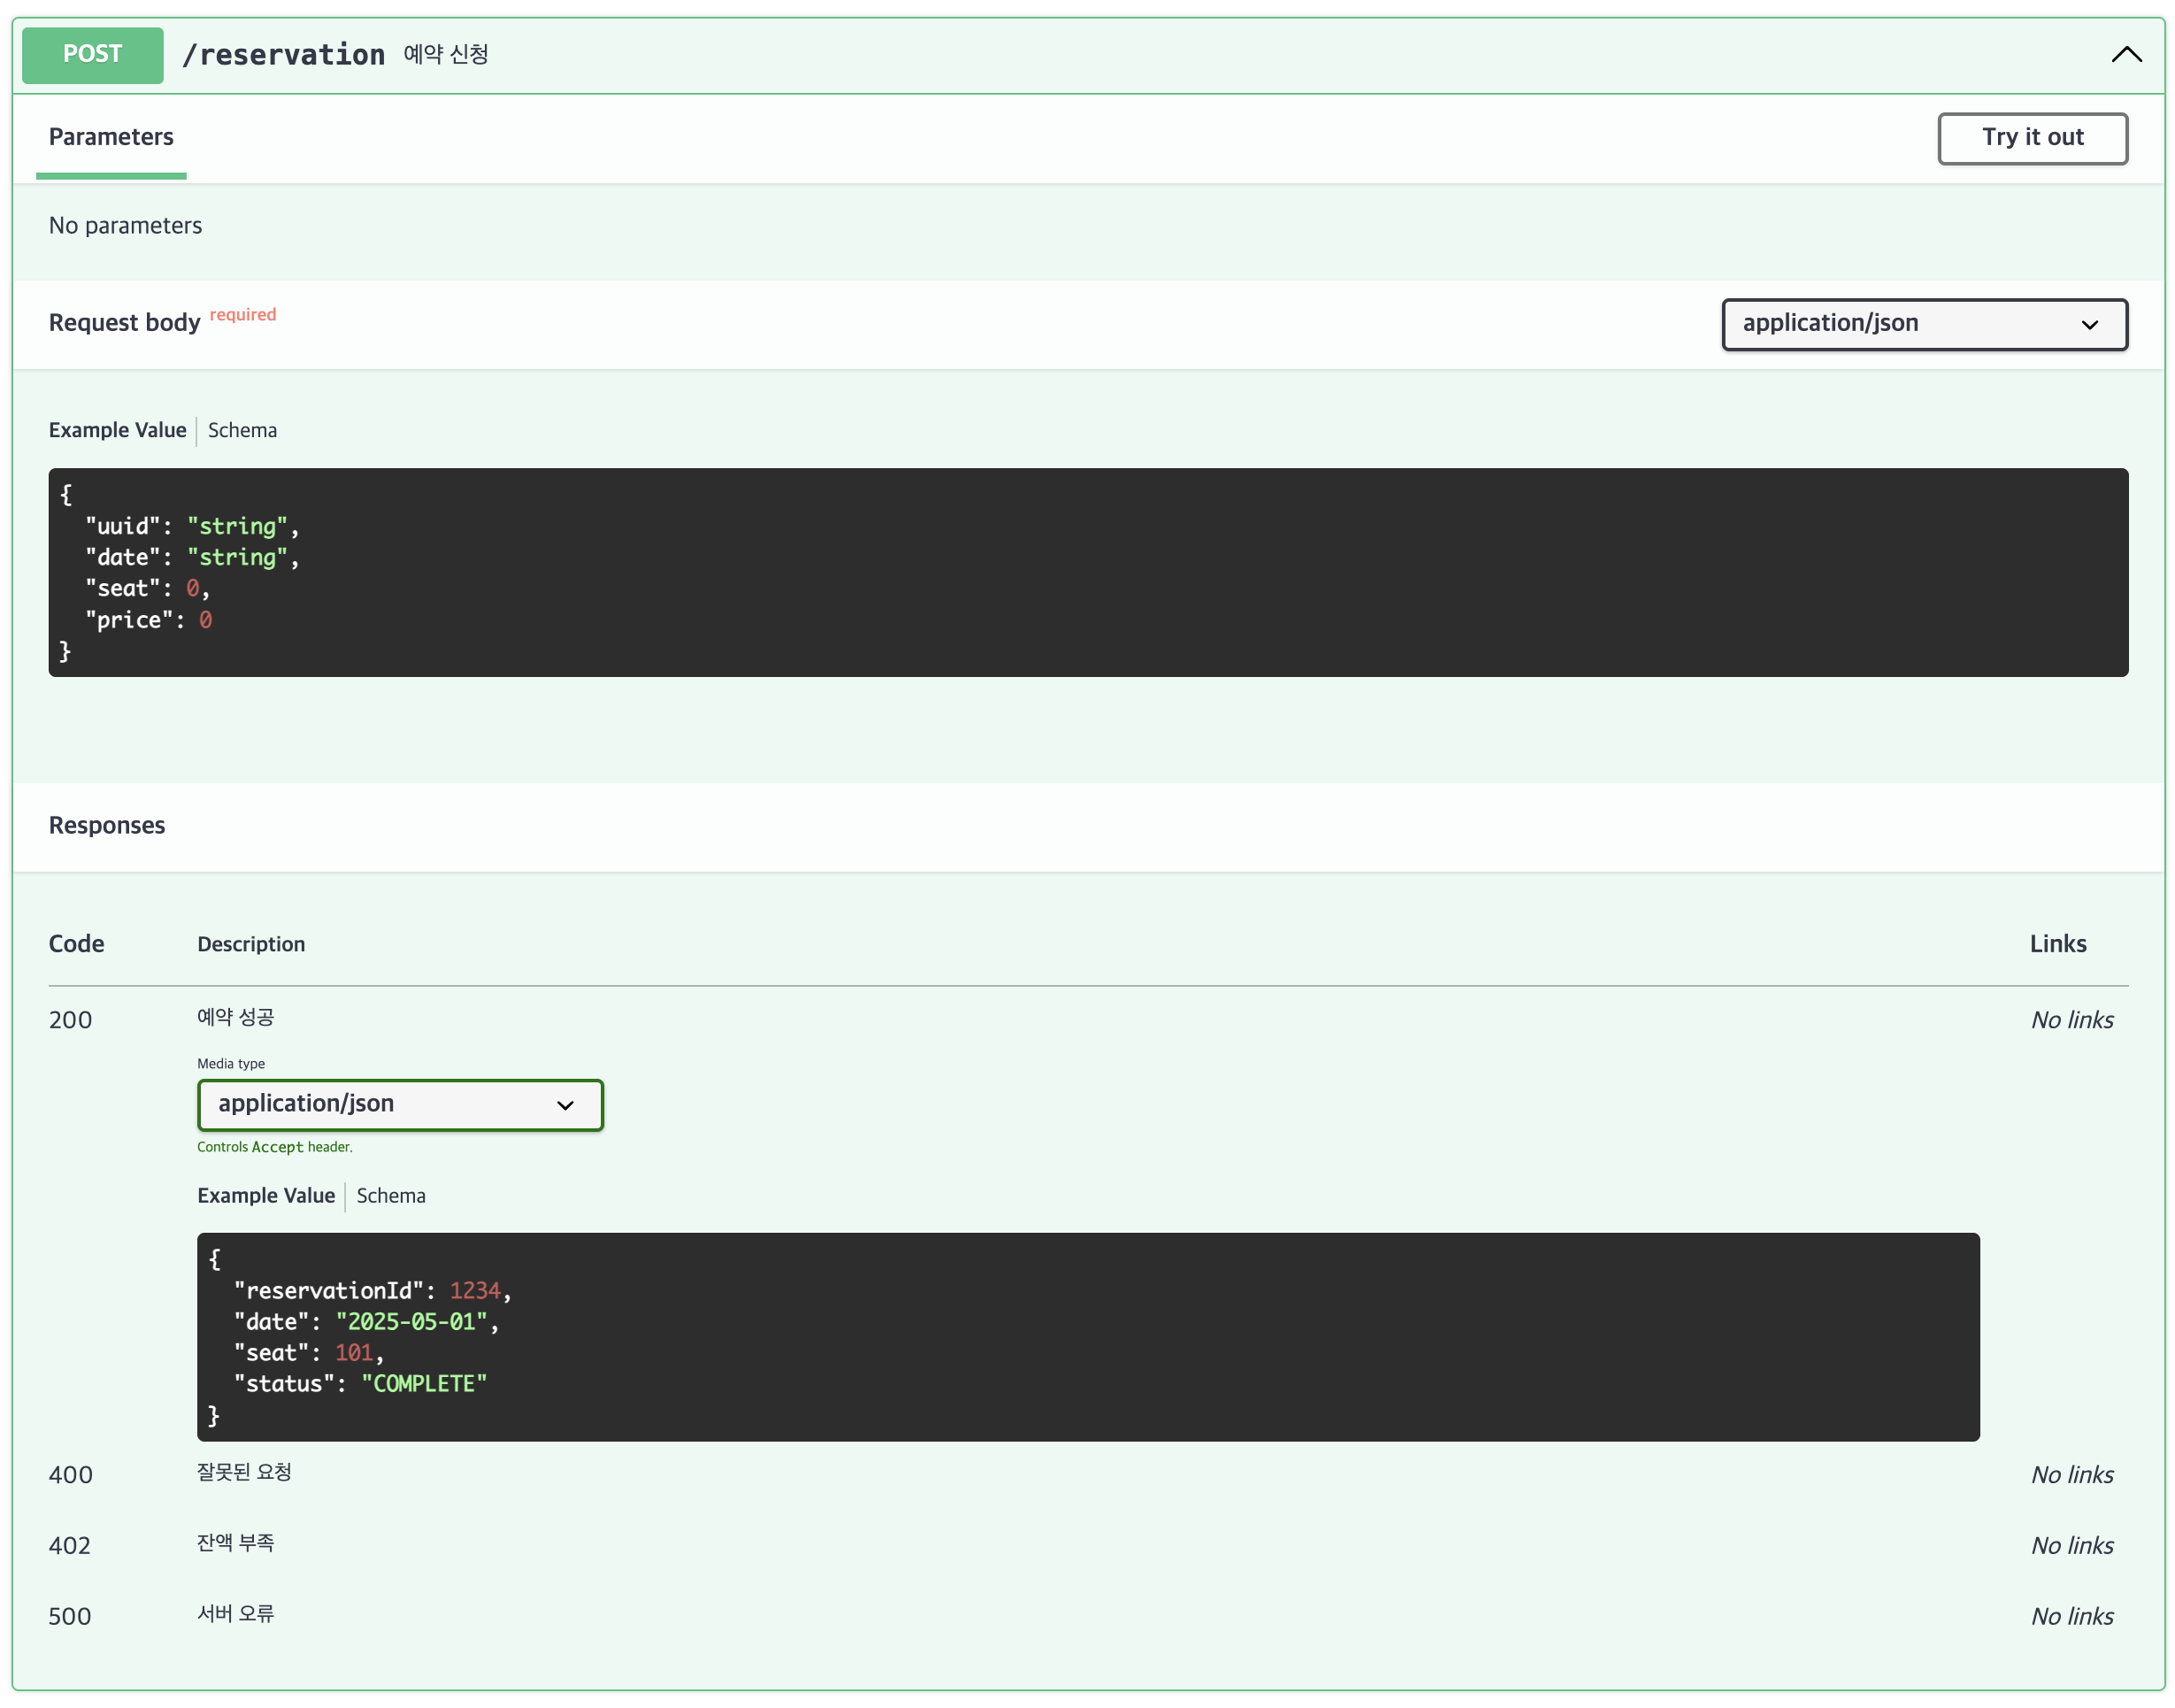 POST /reservation 예약 신청
Parameters
Try it out
No parameters
Request body required
application/json
Example Value Schema
{
  "uuid": "string",
  "date": "string",
  "seat": 0,
  "price": 0
}
Responses
Code Description Links
200 예약 성공 No links
Media type
application/json
Controls Accept header.
Example Value Schema
{
  "reservationId": 1234,
  "date": "2025-05-01",
  "seat": 101,
  "status": "COMPLETE"
}
400 잘못된 요청 No links
402 잔액 부족 No links
500 서버 오류 No links